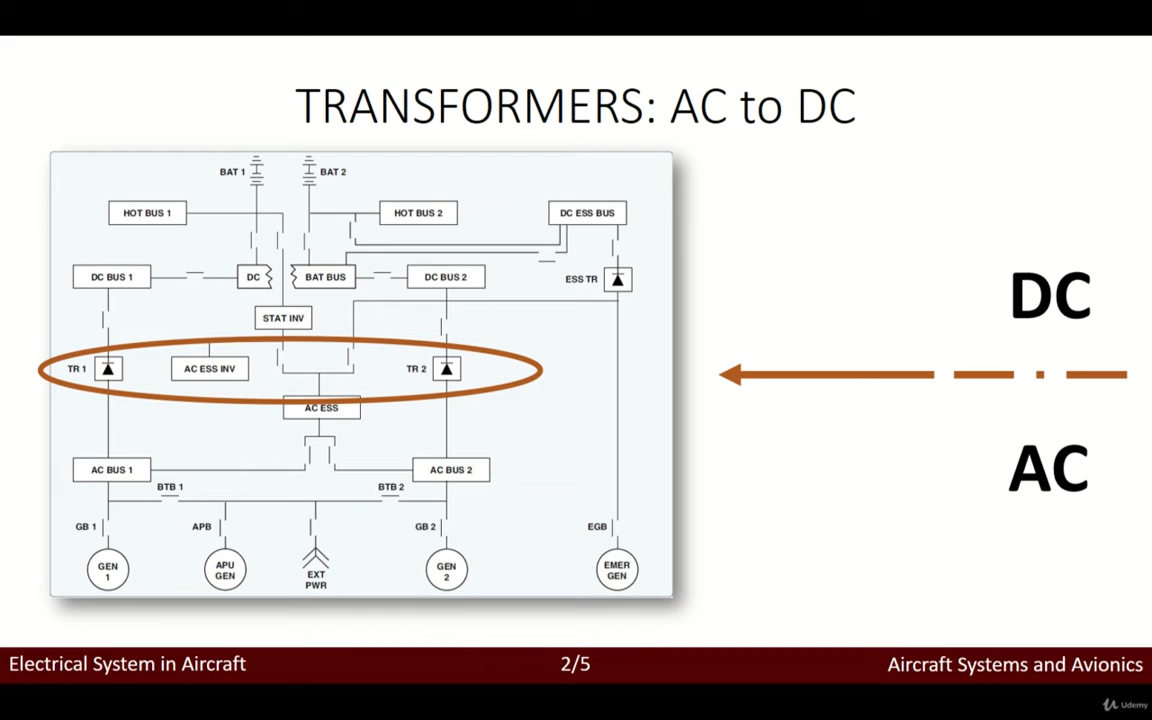 TRANSFORMERS: AC to DC
BAT 1
BAT 2
HOT BUS 1
HOT BUS 2
DC ESS BUS
DC BUS 1
DC
BAT BUS
DC BUS 2
ESS TR
STAT INV
TR 1
AC ESS INV
TR 2
AC ESS
AC BUS 1
AC BUS 2
BTB 1
BTB 2
GB 1
APB
GB 2
EGB
GEN
1
APU
GEN
EXT
PWR
GEN
2
EMER
GEN
DC
AC
Electrical System in Aircraft
2/5
Aircraft Systems and Avionics
Udemy